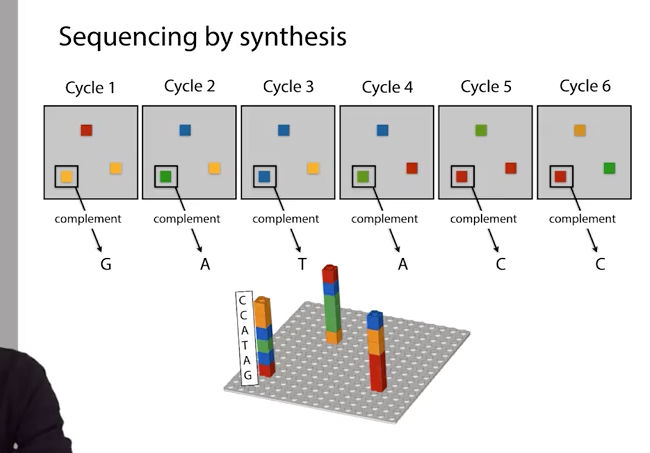 Sequencing by synthesis
Cycle 1 Cycle 2 Cycle 3 Cycle 4 Cycle 5 Cycle 6
complement complement complement complement complement complement
G A T A C C
C
C
A
T
A
G